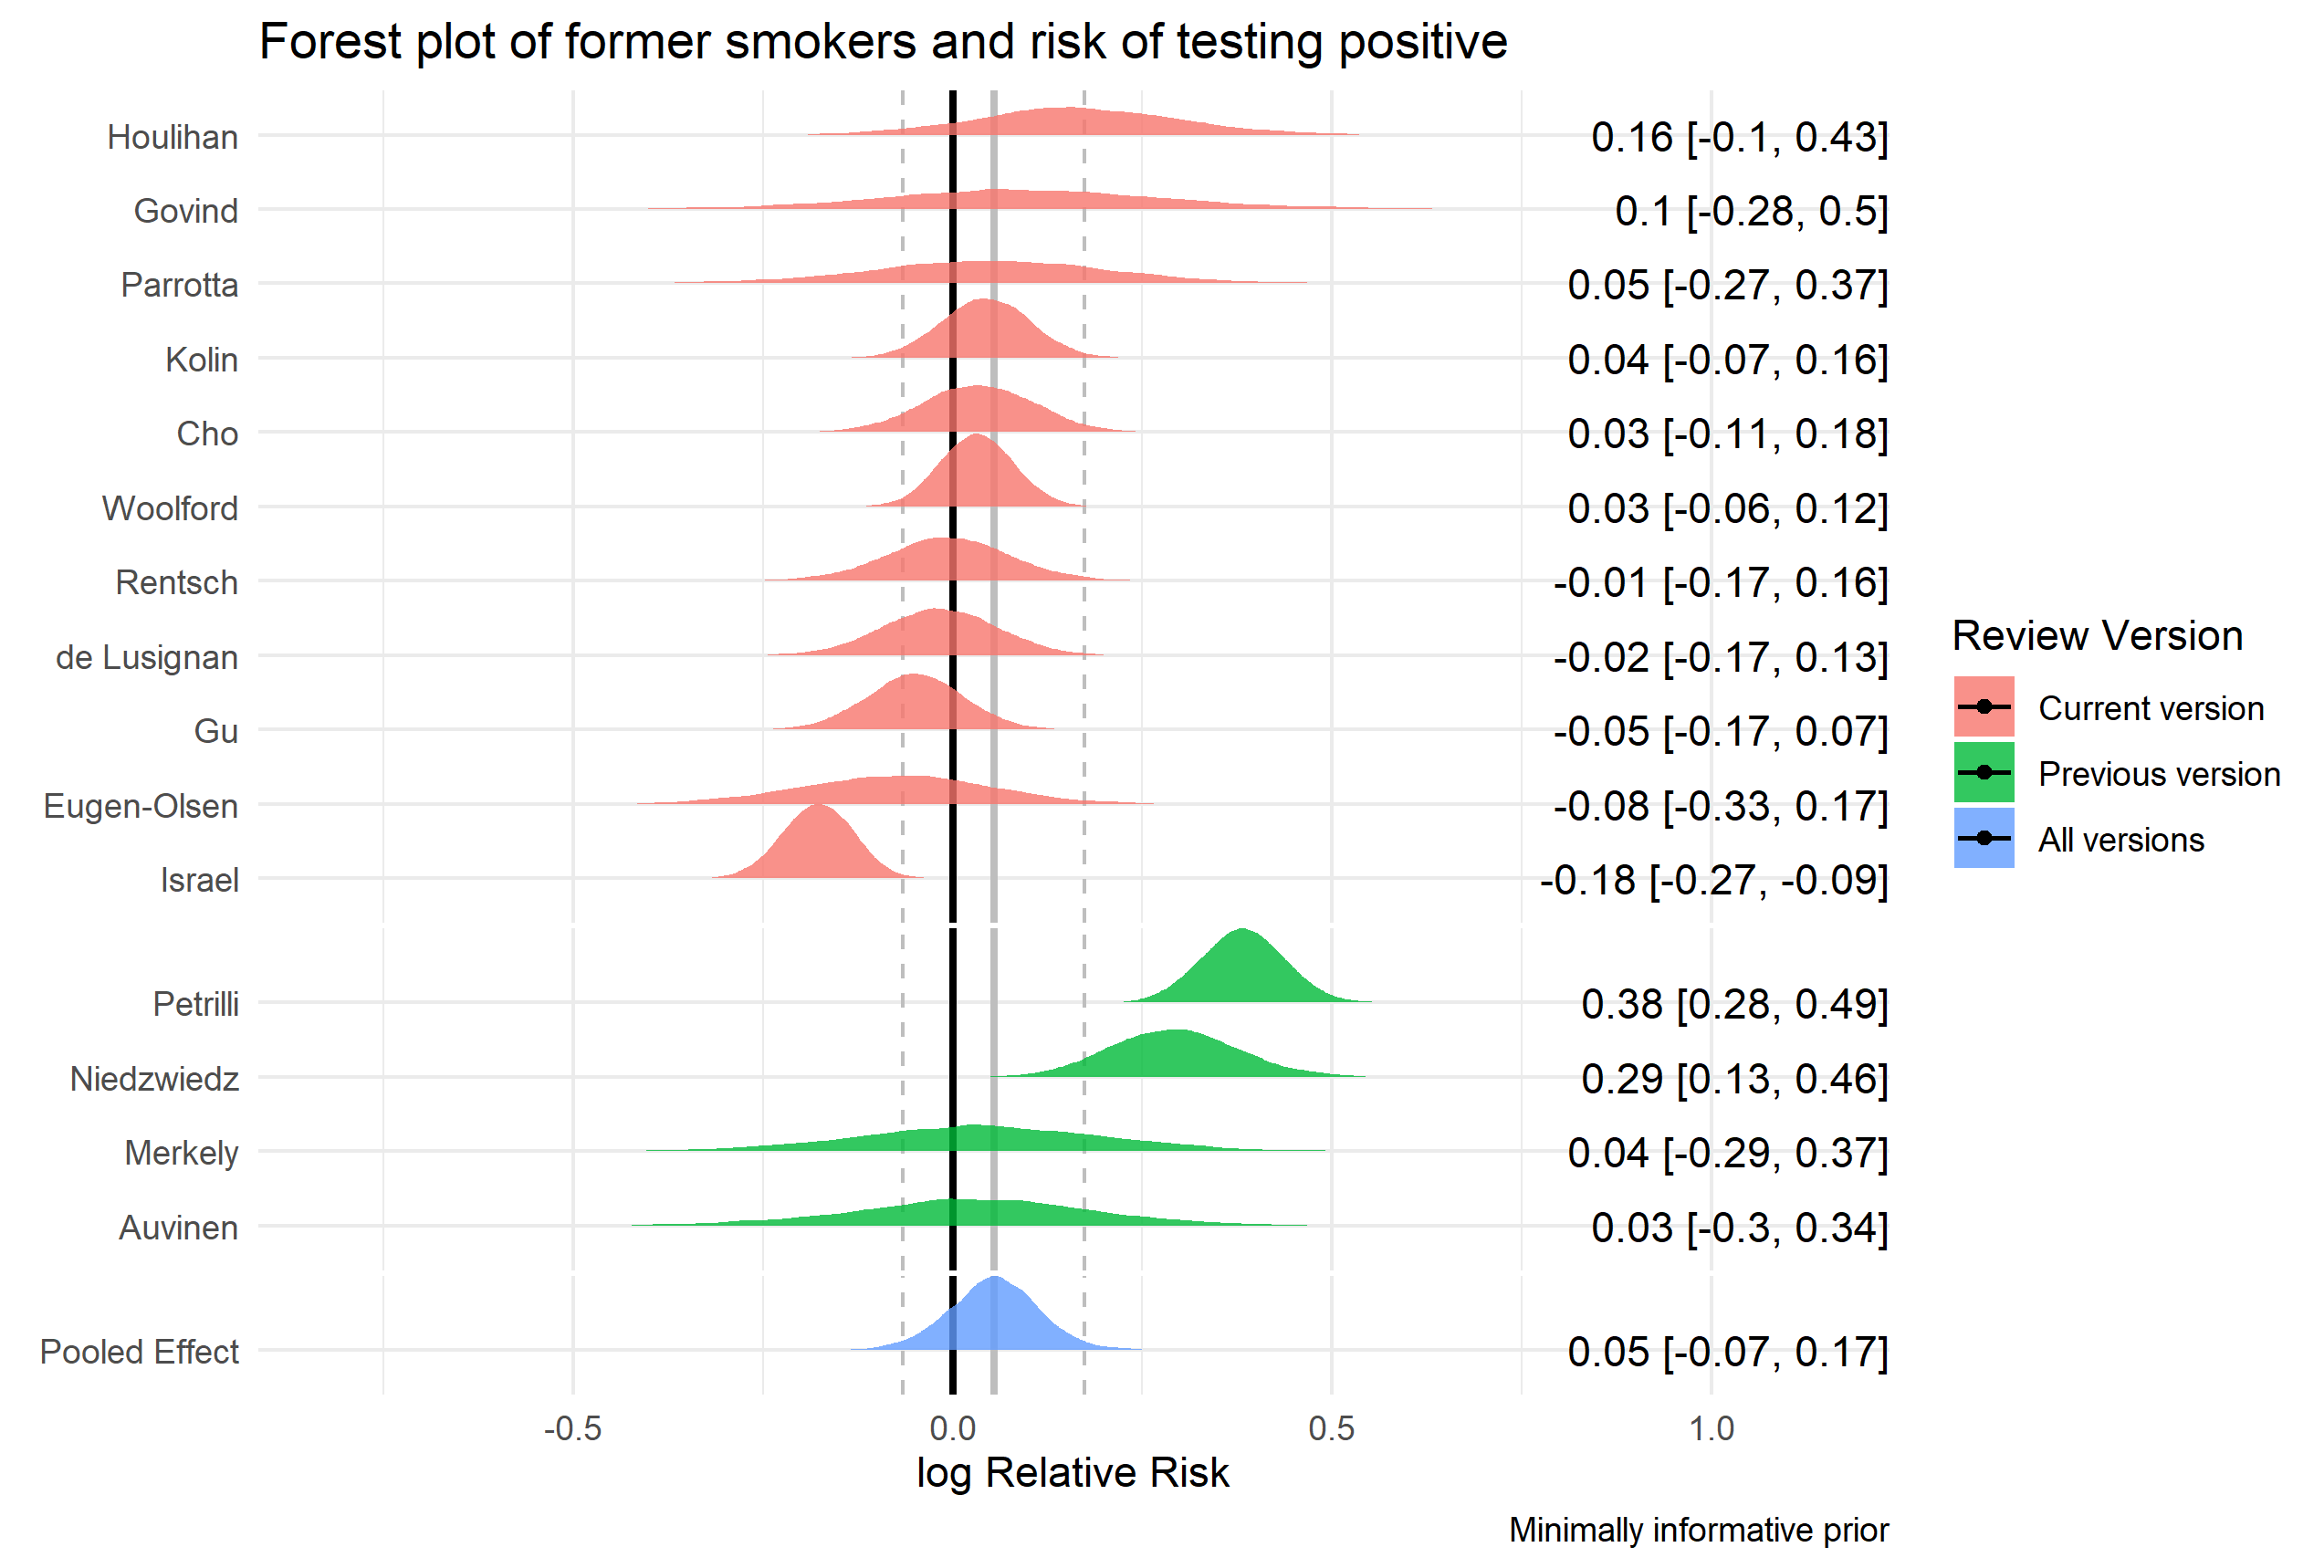 Forest plot of former smokers and risk of testing positive
Houlihan 0.16 [-0.1, 0.43]
Govind 0.1 [-0.28, 0.5]
Parrotta 0.05 [-0.27, 0.37]
Kolin 0.04 [-0.07, 0.16]
Cho 0.03 [-0.11, 0.18]
Woolford 0.03 [-0.06, 0.12]
Rentsch -0.01 [-0.17, 0.16]
de Lusignan -0.02 [-0.17, 0.13]
Gu -0.05 [-0.17, 0.07]
Eugen-Olsen -0.08 [-0.33, 0.17]
Israel -0.18 [-0.27, -0.09]
Petrilli 0.38 [0.28, 0.49]
Niedzwiedz 0.29 [0.13, 0.46]
Merkely 0.04 [-0.29, 0.37]
Auvinen 0.03 [-0.3, 0.34]
Pooled Effect 0.05 [-0.07, 0.17]
-0.5 0.0 0.5 1.0
log Relative Risk
Minimally informative prior
Review Version
Current version
Previous version
All versions